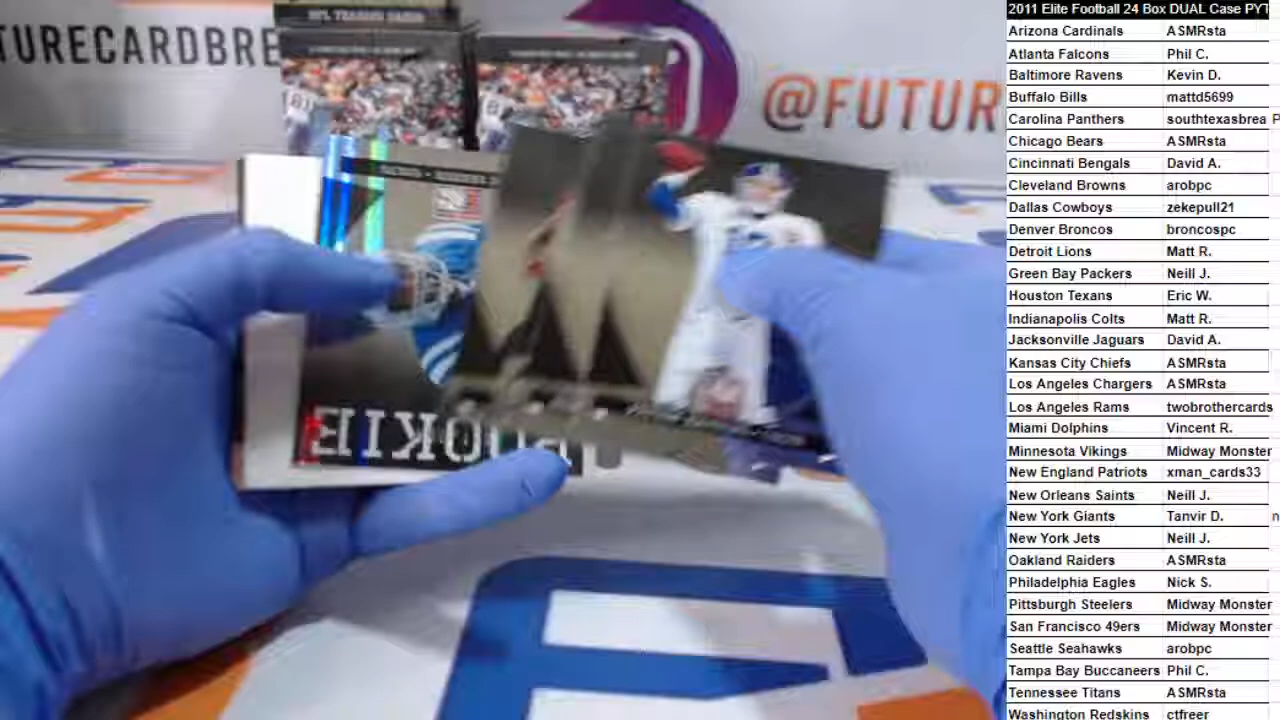 TURECARDBRE
NFL TRADING CARDS
@FUTUR
ROOKIE
2011 Elite Football 24 Box DUAL Case PYT
Arizona Cardinals ASMRsta
Atlanta Falcons Phil C.
Baltimore Ravens Kevin D.
Buffalo Bills mattd5699
Carolina Panthers southtexasbrea P
Chicago Bears ASMRsta
Cincinnati Bengals David A.
Cleveland Browns arobpc
Dallas Cowboys zekepull21
Denver Broncos broncospc
Detroit Lions Matt R.
Green Bay Packers Neill J.
Houston Texans Eric W.
Indianapolis Colts Matt R.
Jacksonville Jaguars David A.
Kansas City Chiefs ASMRsta
Los Angeles Chargers ASMRsta
Los Angeles Rams twobrothercards
Miami Dolphins Vincent R.
Minnesota Vikings Midway Monster
New England Patriots xman_cards33
New Orleans Saints Neill J.
New York Giants Tanvir D. n
New York Jets Neill J.
Oakland Raiders ASMRsta
Philadelphia Eagles Nick S.
Pittsburgh Steelers Midway Monster
San Francisco 49ers Midway Monster
Seattle Seahawks arobpc
Tampa Bay Buccaneers Phil C.
Tennessee Titans ASMRsta
Washington Redskins ctfreer